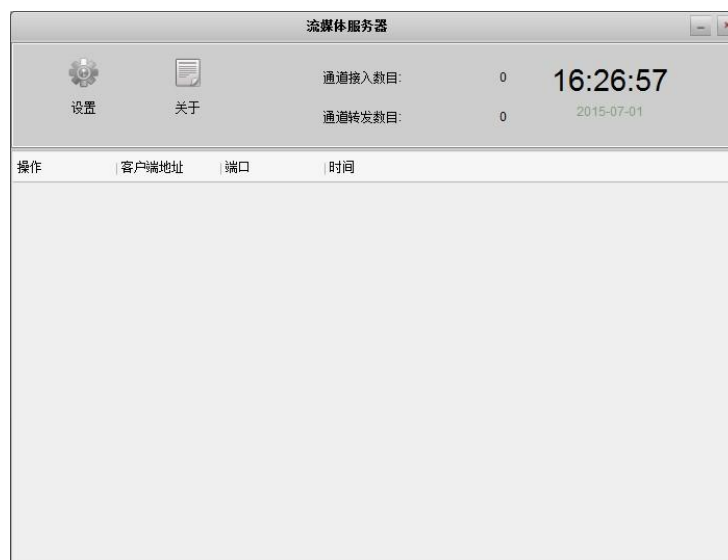 流媒体服务器
设置
关于
通道接入数目: 0
通道转发数目: 0
16:26:57
2015-07-01
操作 客户端地址 端口 时间